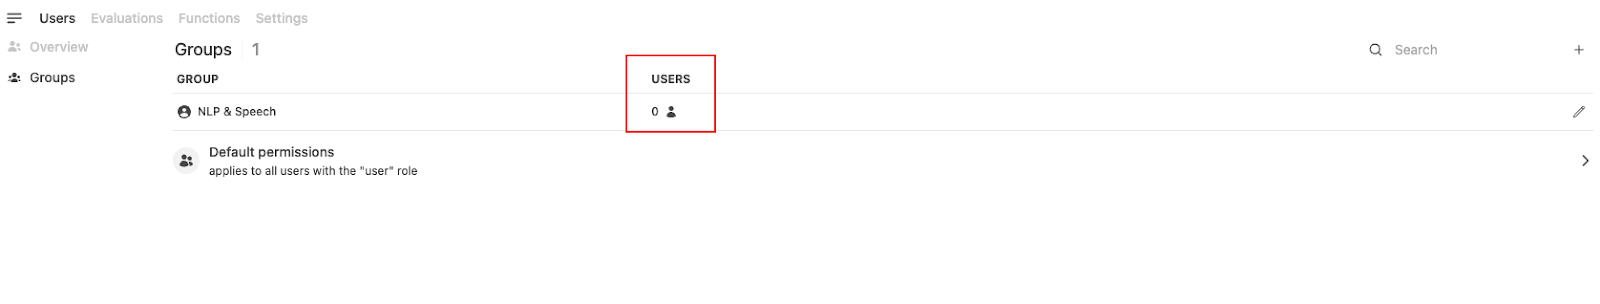 Users Evaluations Functions Settings
Overview
Groups
Groups 1
Search
GROUP USERS
NLP & Speech 0
Default permissions
applies to all users with the "user" role